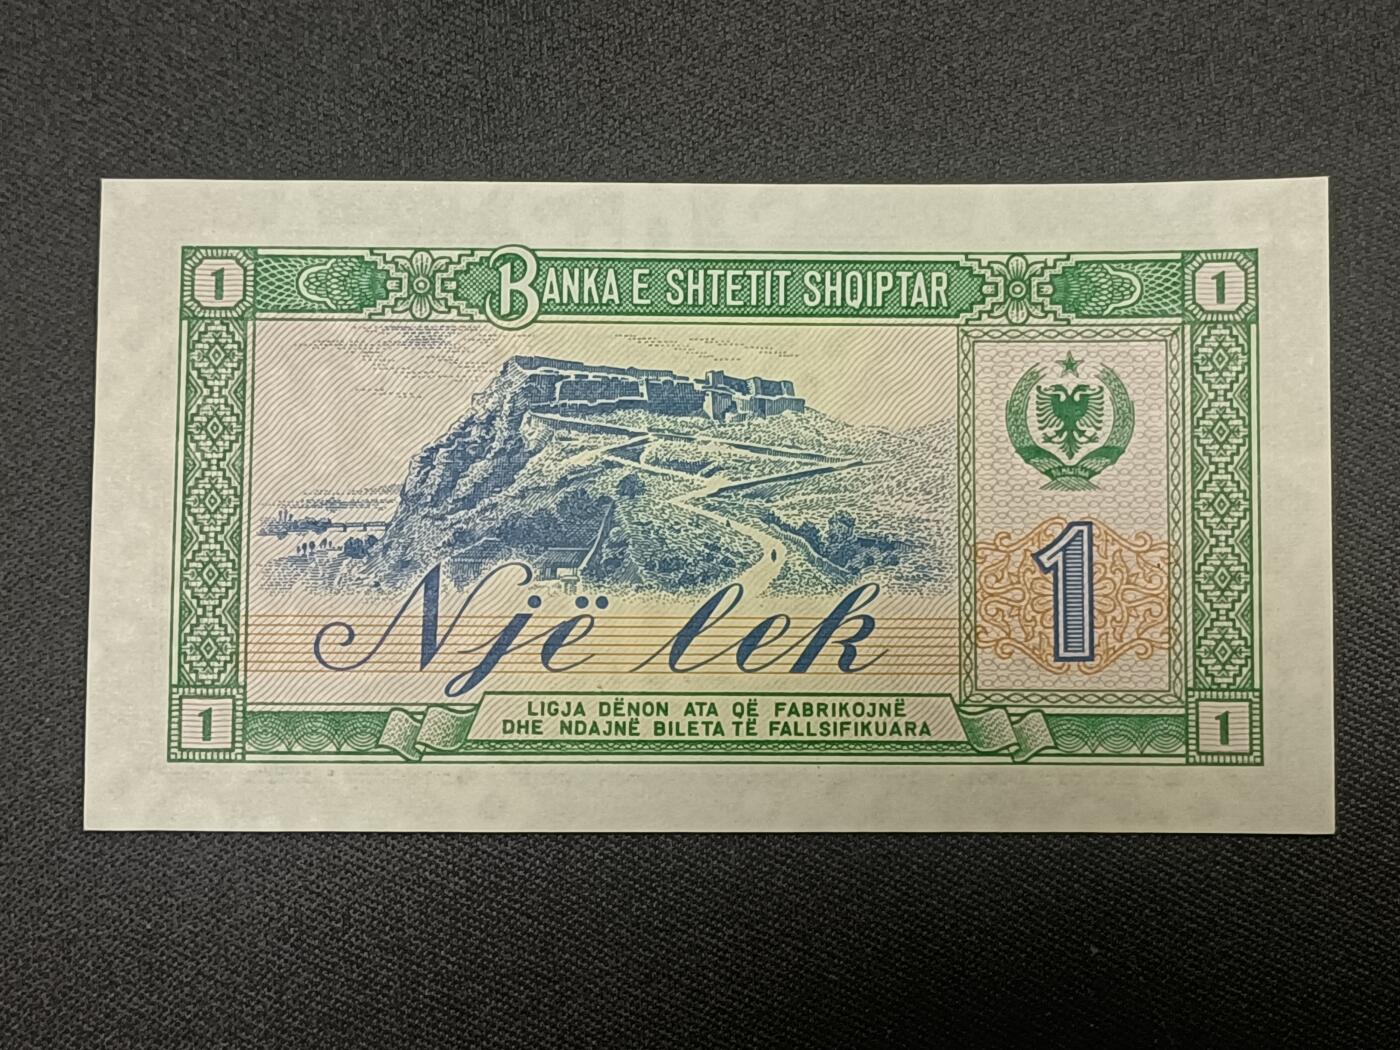 1 BANKA E SHTETIT SHQIPTAR 1
1
Një lek
LIGJA DËNON ATA QË FABRIKOJNË
DHE NDAJNË BILETA TË FALLSIFIKUARA
1 1